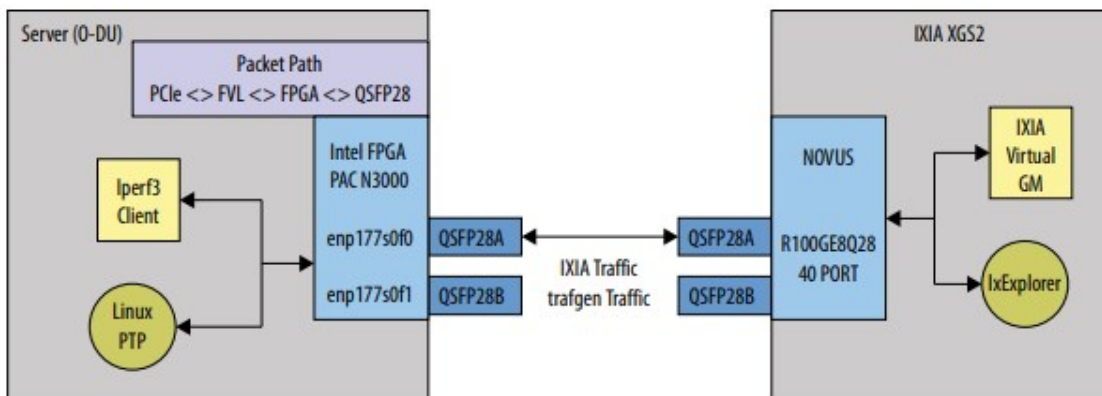 Server (O-DU)
Packet Path
PCIe <> FVL <> FPGA <> QSFP28
Intel FPGA
PAC N3000
enp177s0f0
enp177s0f1
Iperf3
Client
Linux
PTP
QSFP28A
QSFP28B
IXIA Traffic
trafgen Traffic
QSFP28A
QSFP28B
IXIA XGS2
NOVUS
R100GE8Q28
40 PORT
IXIA
Virtual
GM
IxExplorer